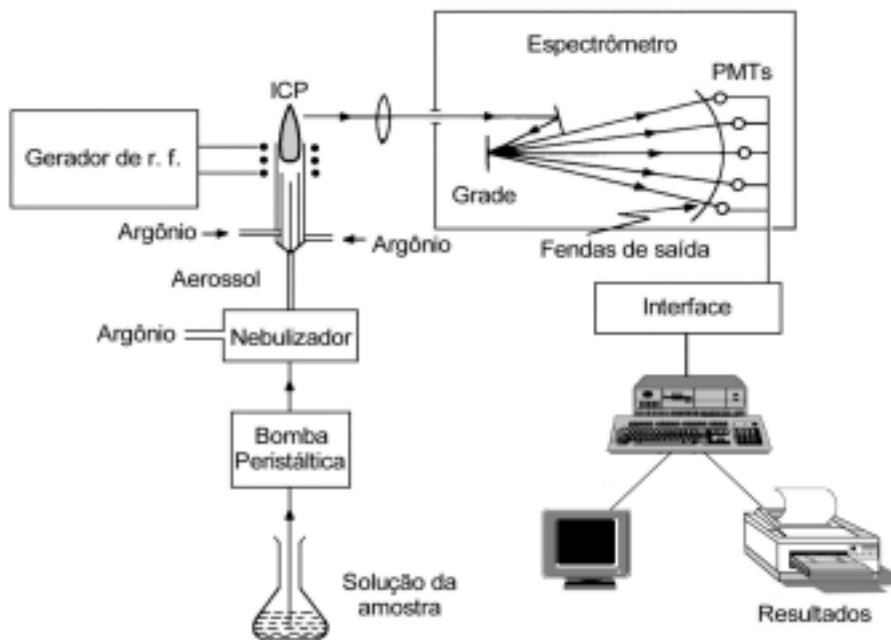 Espectrômetro
PMTs
ICP
Gerador de r. f.
Grade
Argônio
Argônio
Fendas de saída
Aerossol
Argônio
Nebulizador
Interface
Bomba
Peristáltica
Solução da
amostra
Resultados